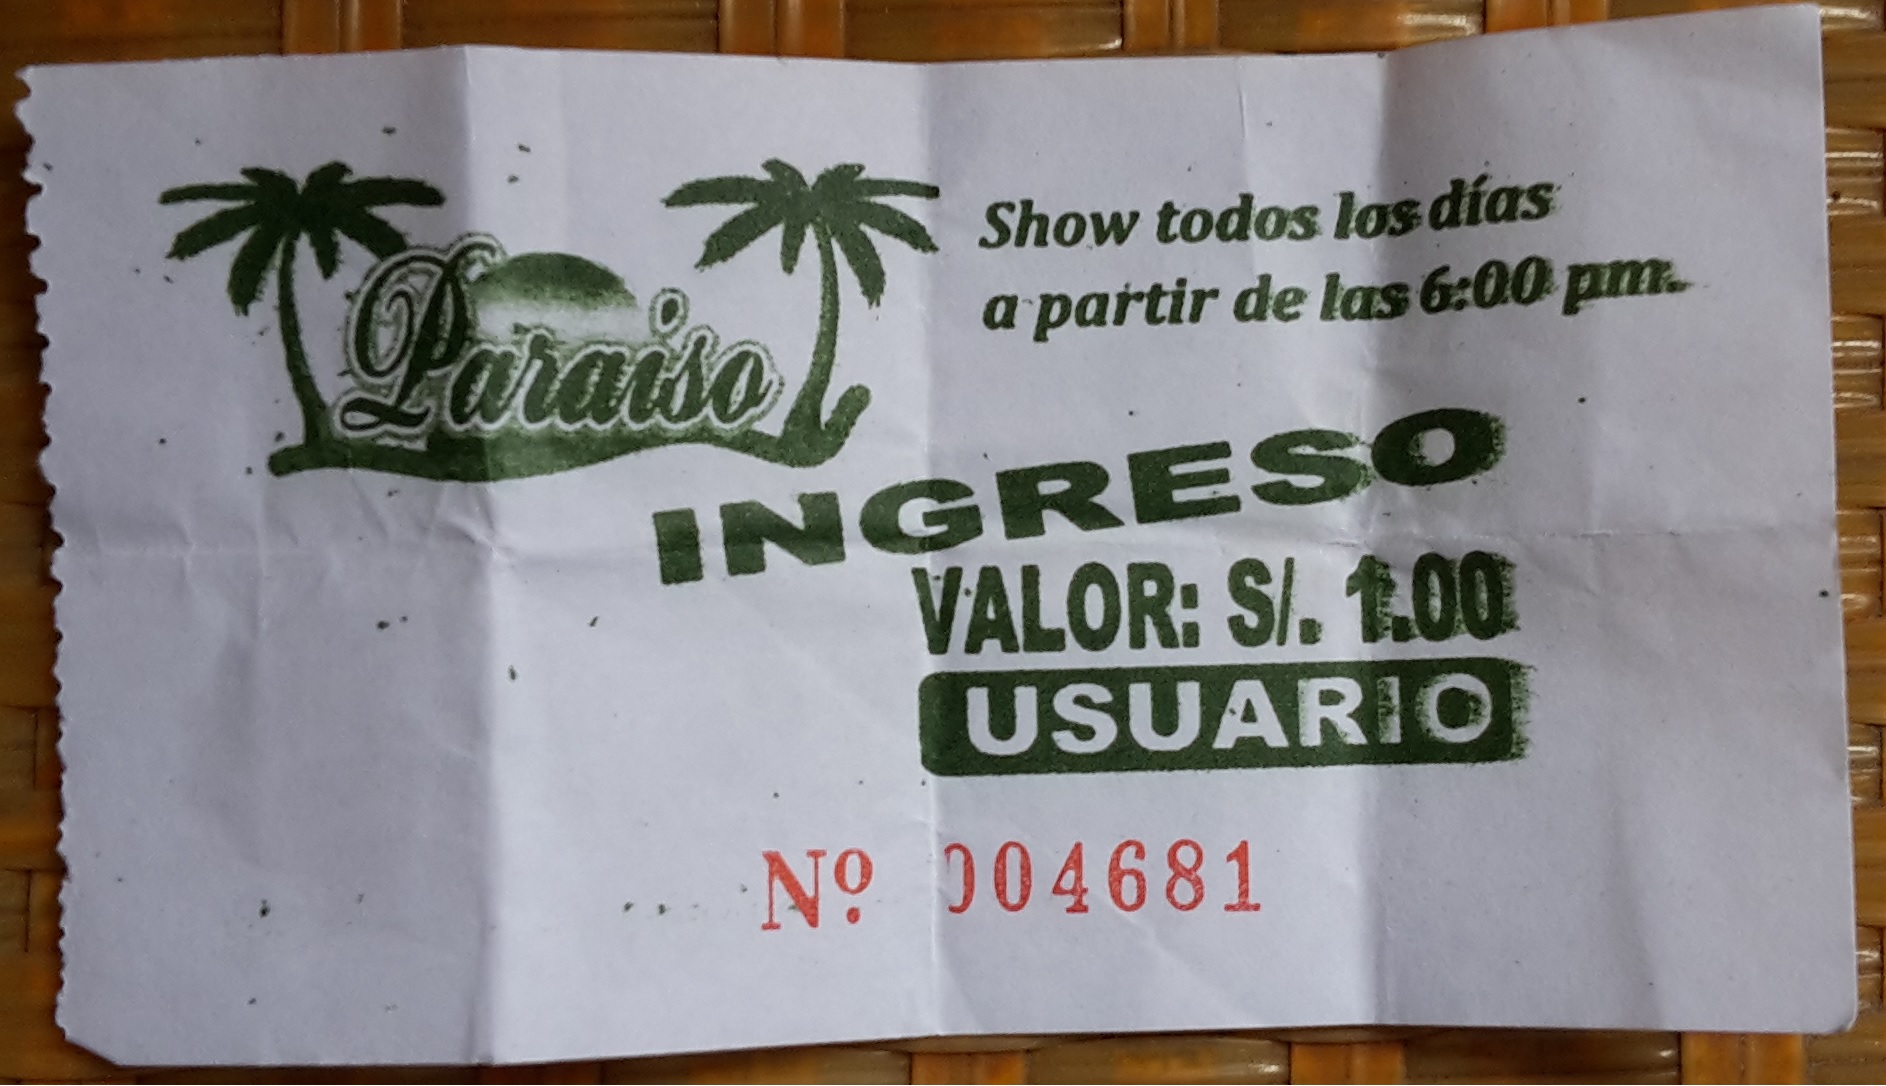 Paraiso
Show todos los días
a partir de las 6:00 pm.
INGRESO
VALOR: S/. 1.00
USUARIO
Nº 004681